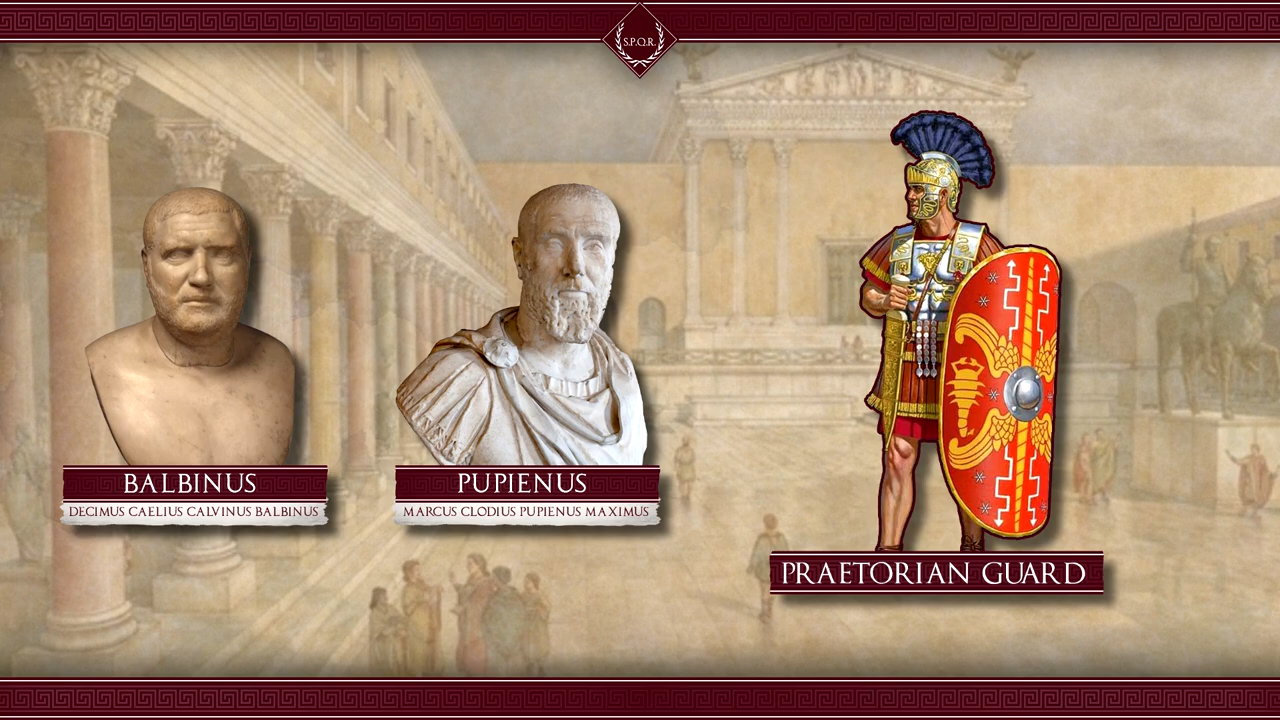 S.P.Q.R.
BALBINUS
DECIMUS CAELIUS CALVINUS BALBINUS
PUPIENUS
MARCUS CLODIUS PUPIENUS MAXIMUS
PRAETORIAN GUARD